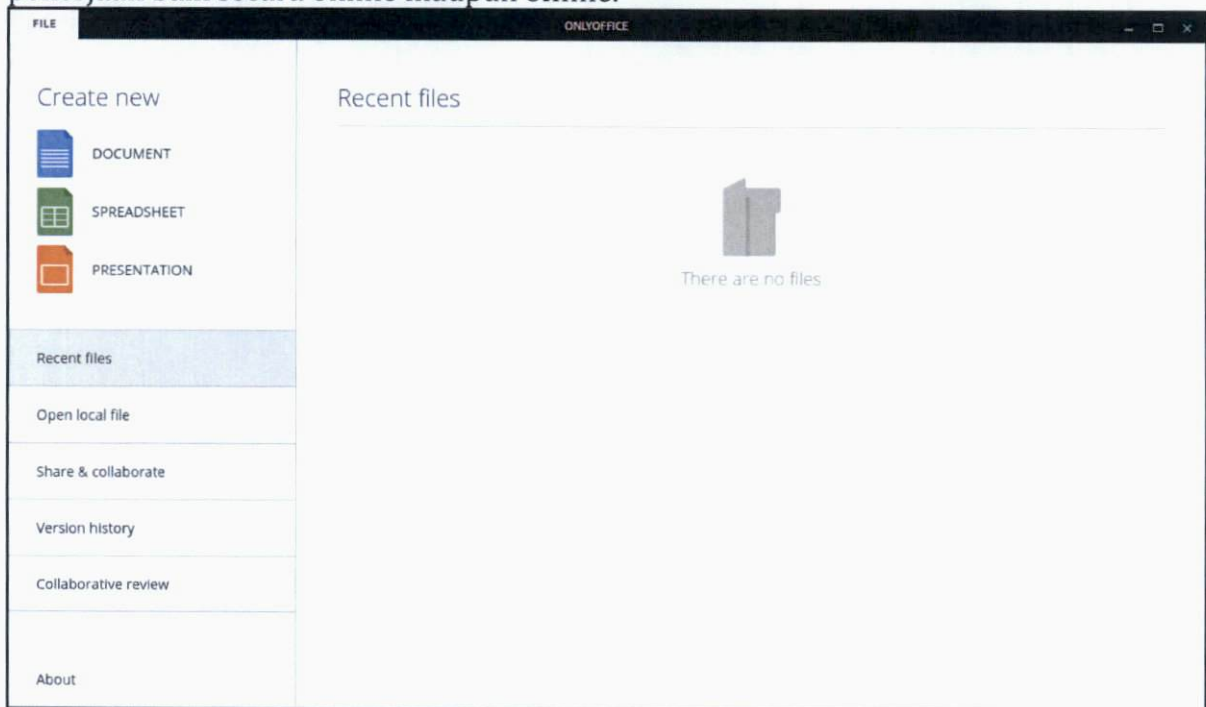 FILE
ONLYOFFICE
Create new
DOCUMENT
SPREADSHEET
PRESENTATION
Recent files
Open local file
Share & collaborate
Version history
Collaborative review
About
Recent files
There are no files